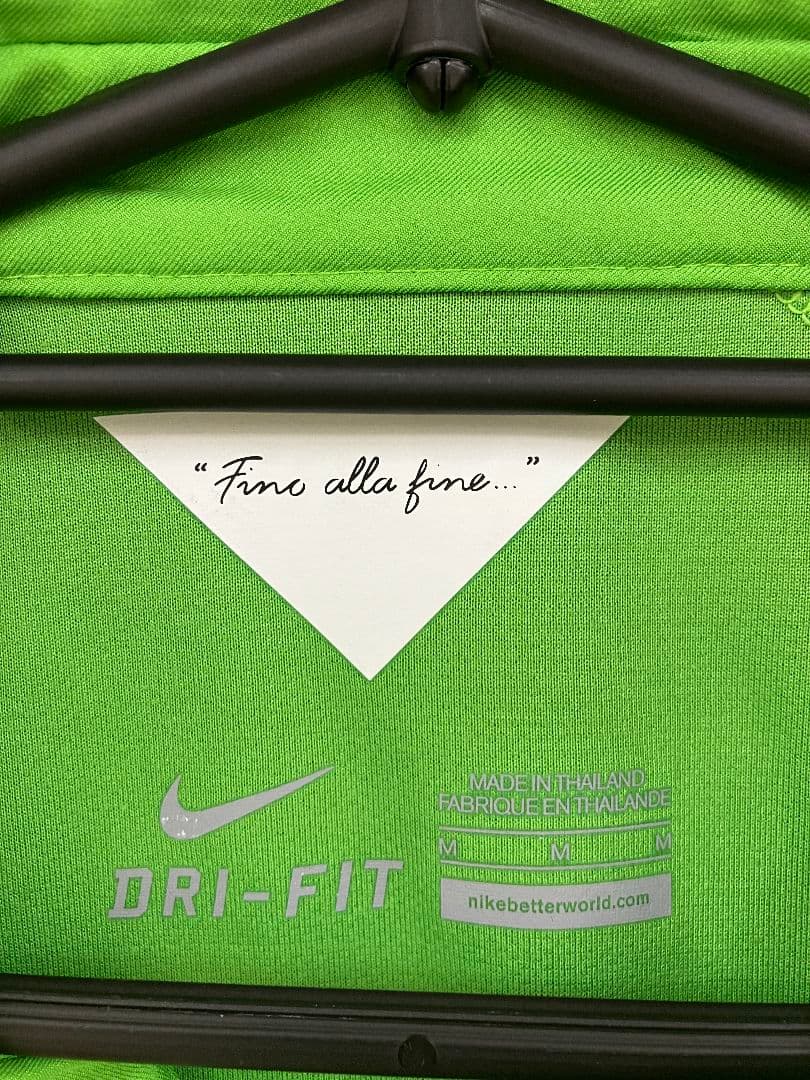 “Fino alla fine...”
DRI-FIT
MADE IN THAILAND
FABRIQUE EN THAILANDE
M M M
nikebetterworld.com